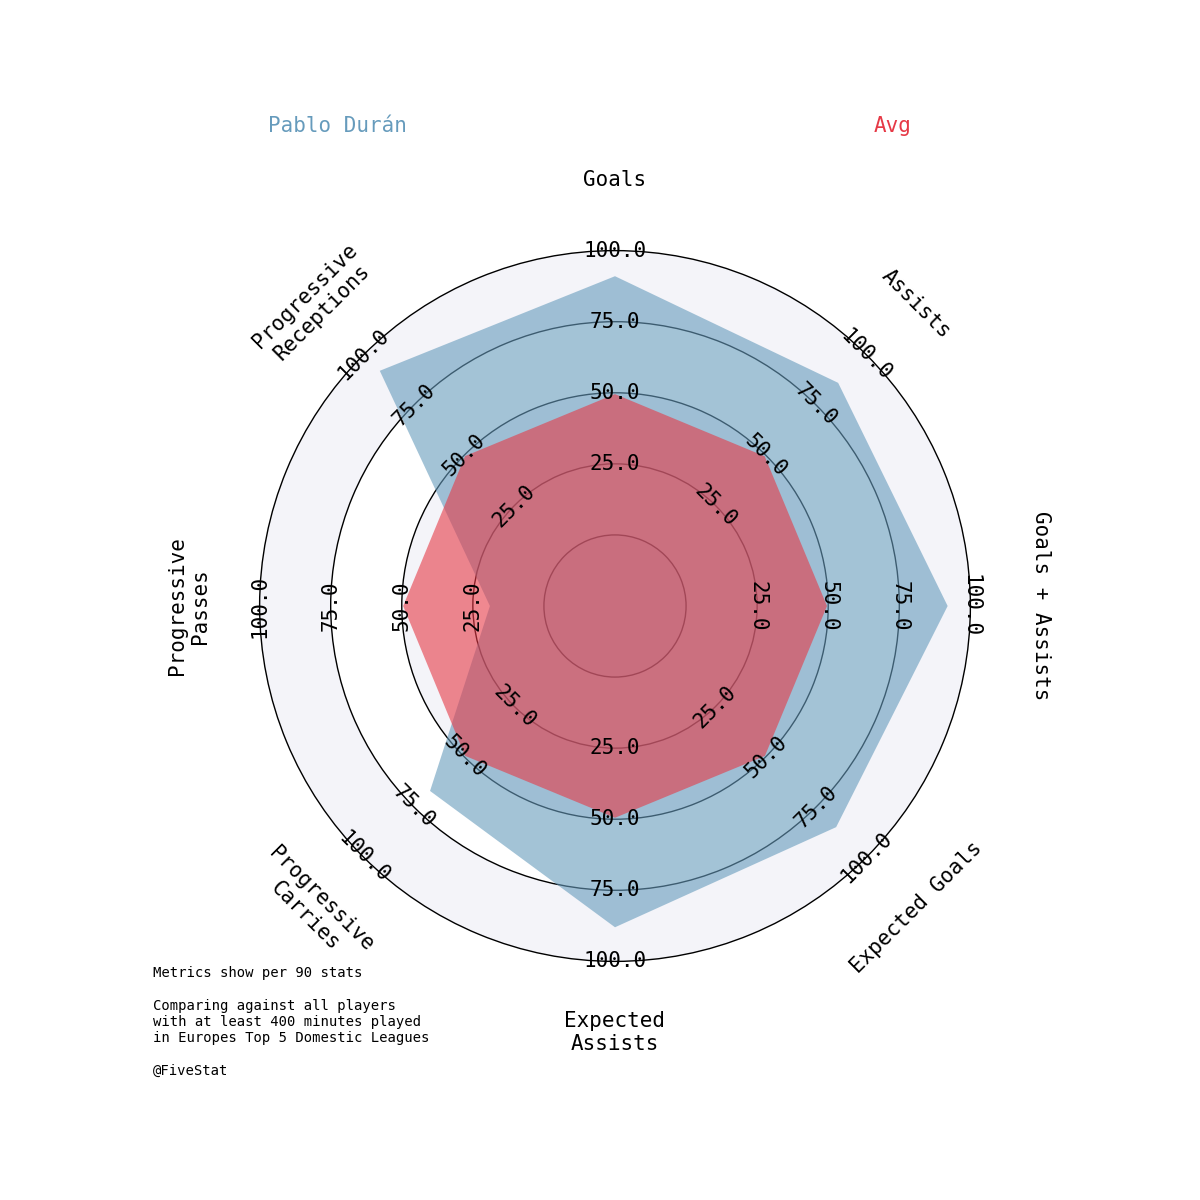 Pablo Durán
Avg
Goals
Assists
Goals + Assists
Expected Goals
Expected
Assists
Progressive
Carries
Progressive
Passes
Progressive
Receptions
100.0
75.0
50.0
25.0
100.0
75.0
50.0
25.0
100.0
75.0
50.0
25.0
100.0
75.0
50.0
25.0
100.0
75.0
50.0
25.0
100.0
75.0
50.0
25.0
100.0
75.0
50.0
25.0
100.0
75.0
50.0
25.0
Metrics show per 90 stats
Comparing against all players
with at least 400 minutes played
in Europes Top 5 Domestic Leagues
@FiveStat